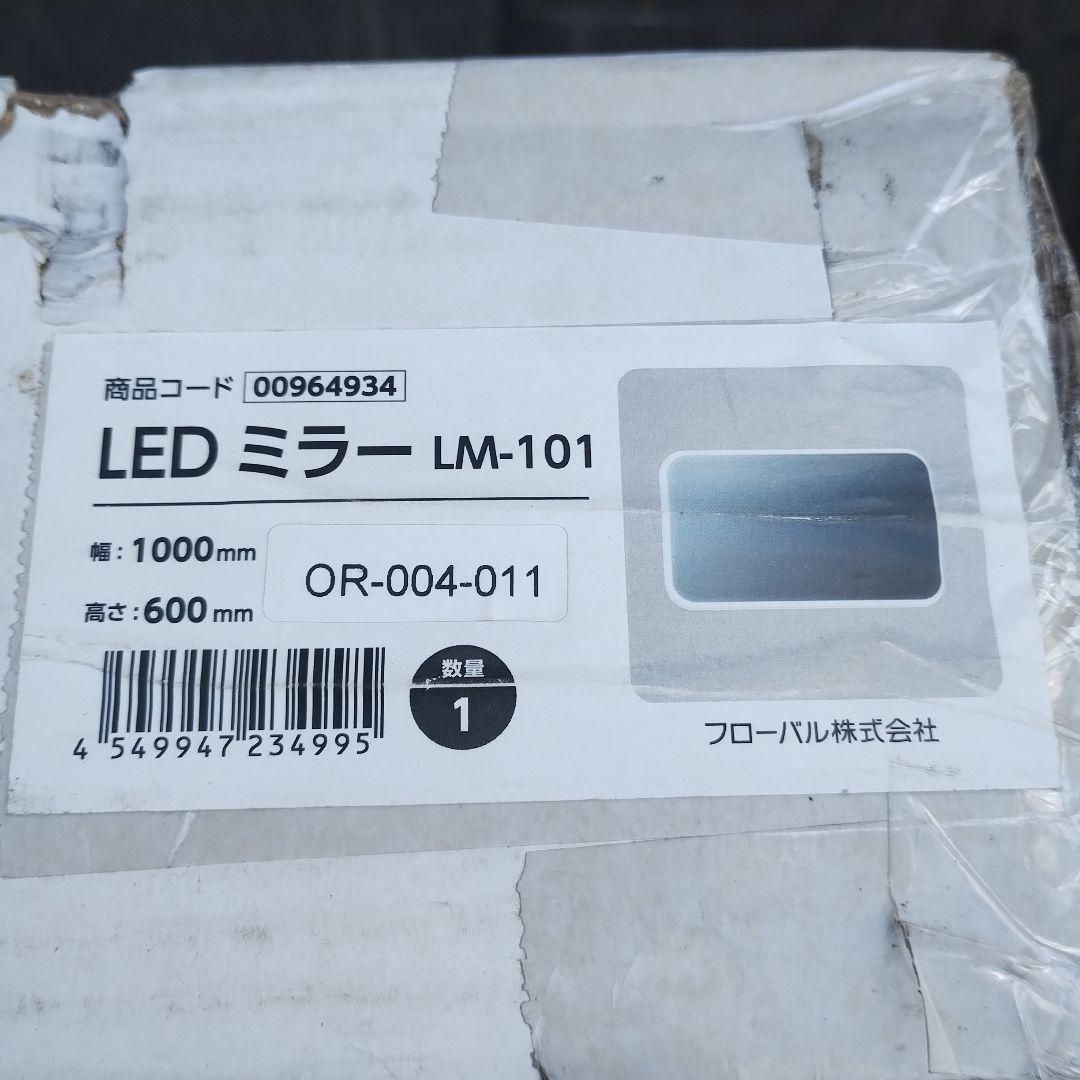 商品コード 00964934
LED ミラー LM-101
幅：1000mm
高さ：600mm
OR-004-011
数量
1
4 549947 234995
フローバル株式会社